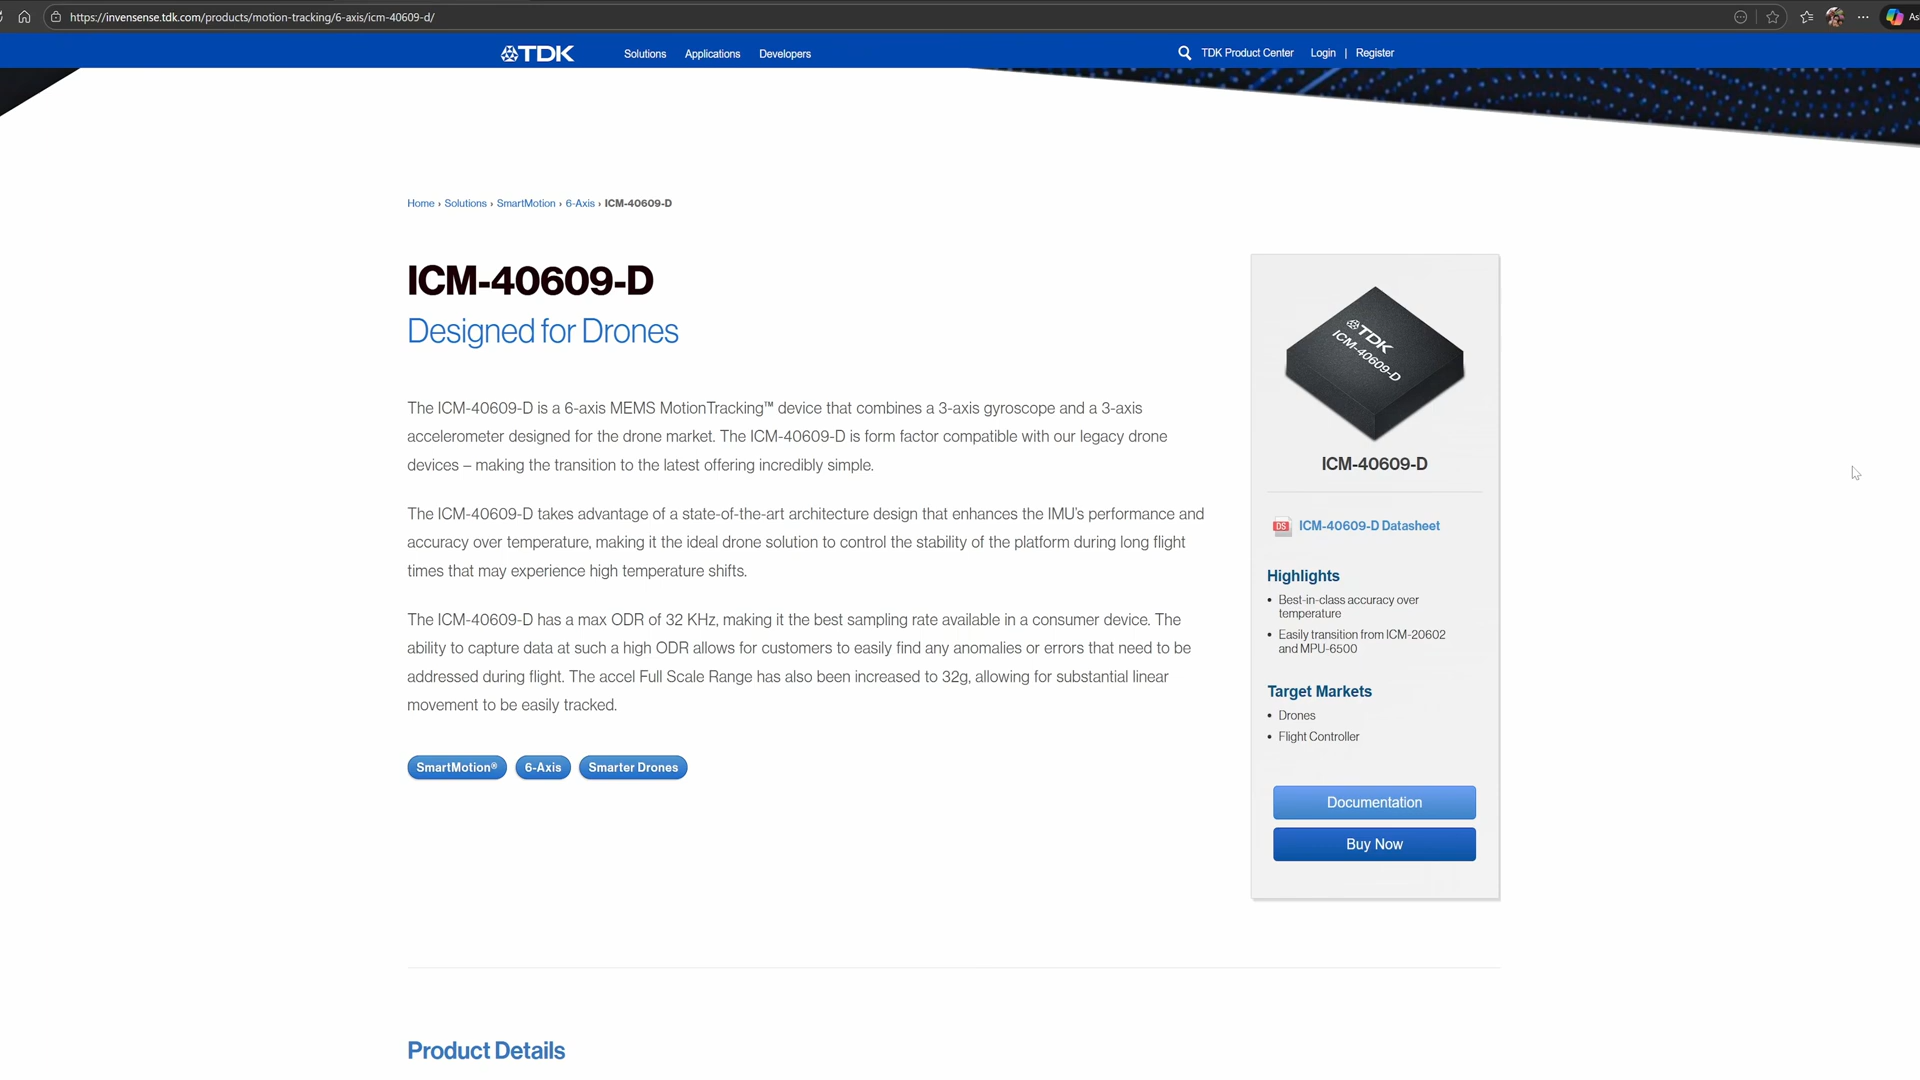 https://invensense.tdk.com/products/motion-tracking/6-axis/icm-40609-d/
TDK
Solutions
Applications
Developers
TDK Product Center
Login | Register
Home › Solutions › SmartMotion › 6-Axis › ICM-40609-D
ICM-40609-D
Designed for Drones
The ICM-40609-D is a 6-axis MEMS MotionTracking™ device that combines a 3-axis gyroscope and a 3-axis
accelerometer designed for the drone market. The ICM-40609-D is form factor compatible with our legacy drone
devices – making the transition to the latest offering incredibly simple.
The ICM-40609-D takes advantage of a state-of-the-art architecture design that enhances the IMU's performance and
accuracy over temperature, making it the ideal drone solution to control the stability of the platform during long flight
times that may experience high temperature shifts.
The ICM-40609-D has a max ODR of 32 KHz, making it the best sampling rate available in a consumer device. The
ability to capture data at such a high ODR allows for customers to easily find any anomalies or errors that need to be
addressed during flight. The accel Full Scale Range has also been increased to 32g, allowing for substantial linear
movement to be easily tracked.
SmartMotion®
6-Axis
Smarter Drones
TDK
ICM-40609-D
ICM-40609-D
DS
ICM-40609-D Datasheet
Highlights
• Best-in-class accuracy over
temperature
• Easily transition from ICM-20602
and MPU-6500
Target Markets
• Drones
• Flight Controller
Documentation
Buy Now
Product Details